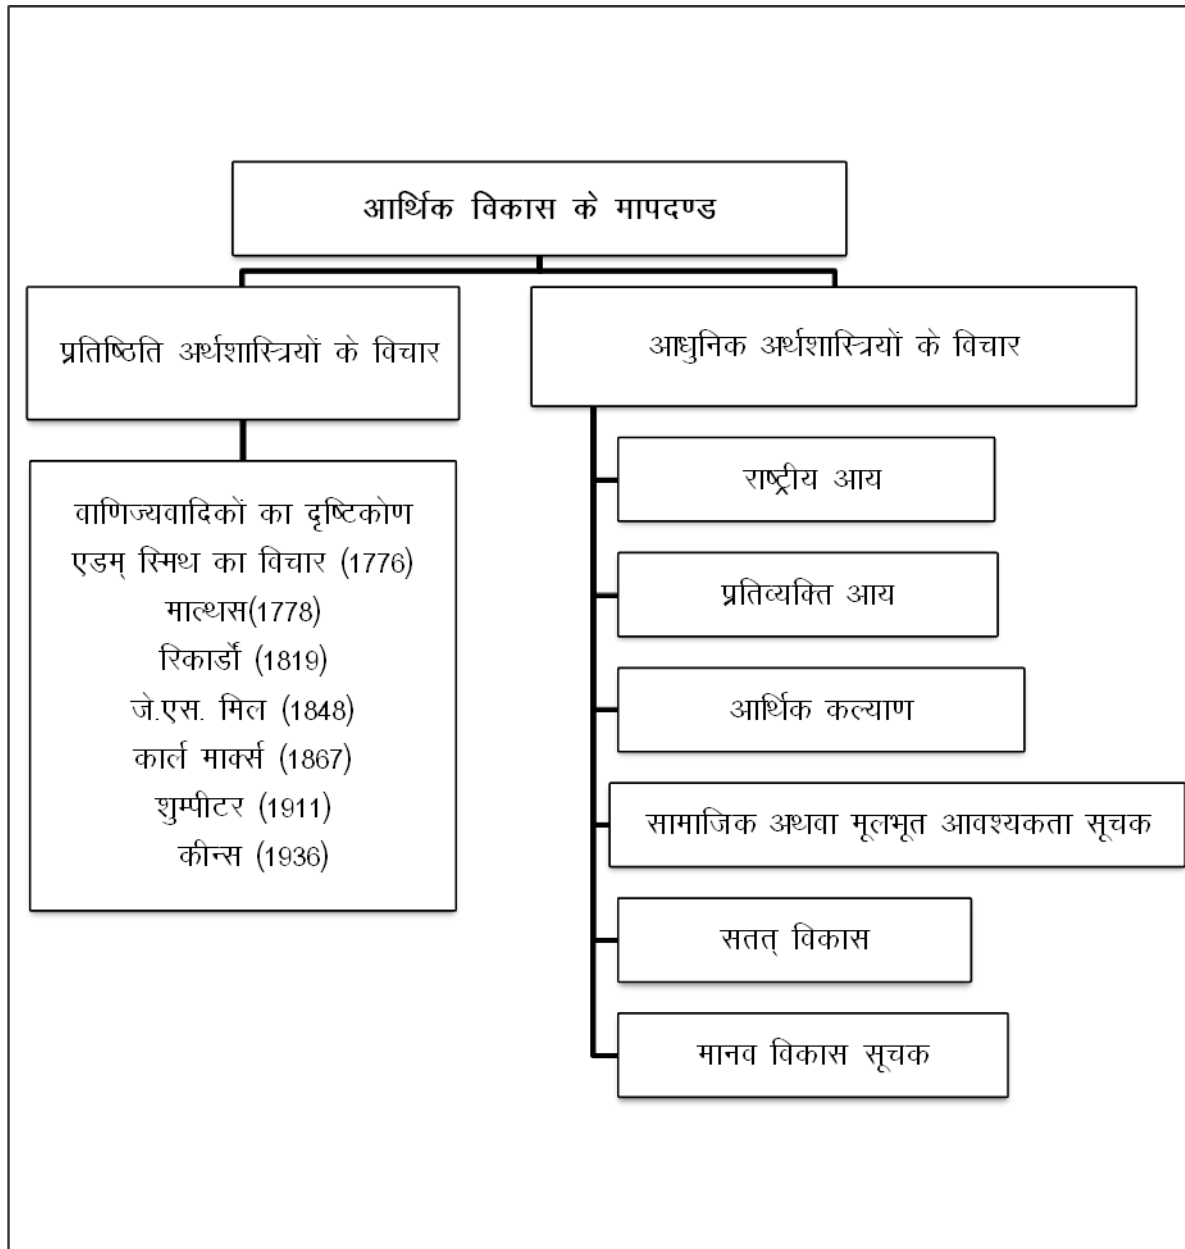 आर्थिक विकास के मापदण्ड
प्रतिष्ठिति अर्थशास्त्रियों के विचार
वाणिज्यवादिकों का दृष्टिकोण
एडम् स्मिथ का विचार (1776)
माल्थस(1778)
रिकार्डों (1819)
जे.एस. मिल (1848)
कार्ल मार्क्स (1867)
शुम्पीटर (1911)
कीन्स (1936)
आधुनिक अर्थशास्त्रियों के विचार
राष्ट्रीय आय
प्रतिव्यक्ति आय
आर्थिक कल्याण
सामाजिक अथवा मूलभूत आवश्यकता सूचक
सतत् विकास
मानव विकास सूचक